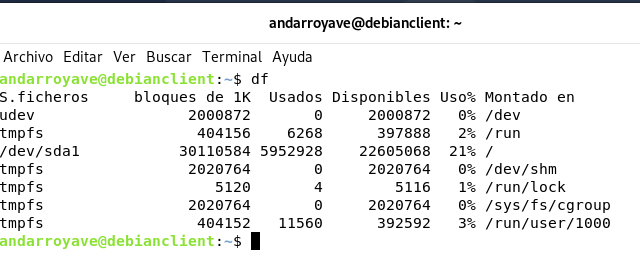 andarroyave@debianclient: ~
Archivo Editar Ver Buscar Terminal Ayuda
andarroyave@debianclient:~$ df
S.ficheros     bloques de 1K  Usados Disponibles Uso% Montado en
udev                 2000872       0     2000872   0% /dev
tmpfs                 404156    6268      397888   2% /run
/dev/sda1           30110584 5952928    22605068  21% /
tmpfs                2020764       0     2020764   0% /dev/shm
tmpfs                   5120       4        5116   1% /run/lock
tmpfs                2020764       0     2020764   0% /sys/fs/cgroup
tmpfs                 404152   11560      392592   3% /run/user/1000
andarroyave@debianclient:~$